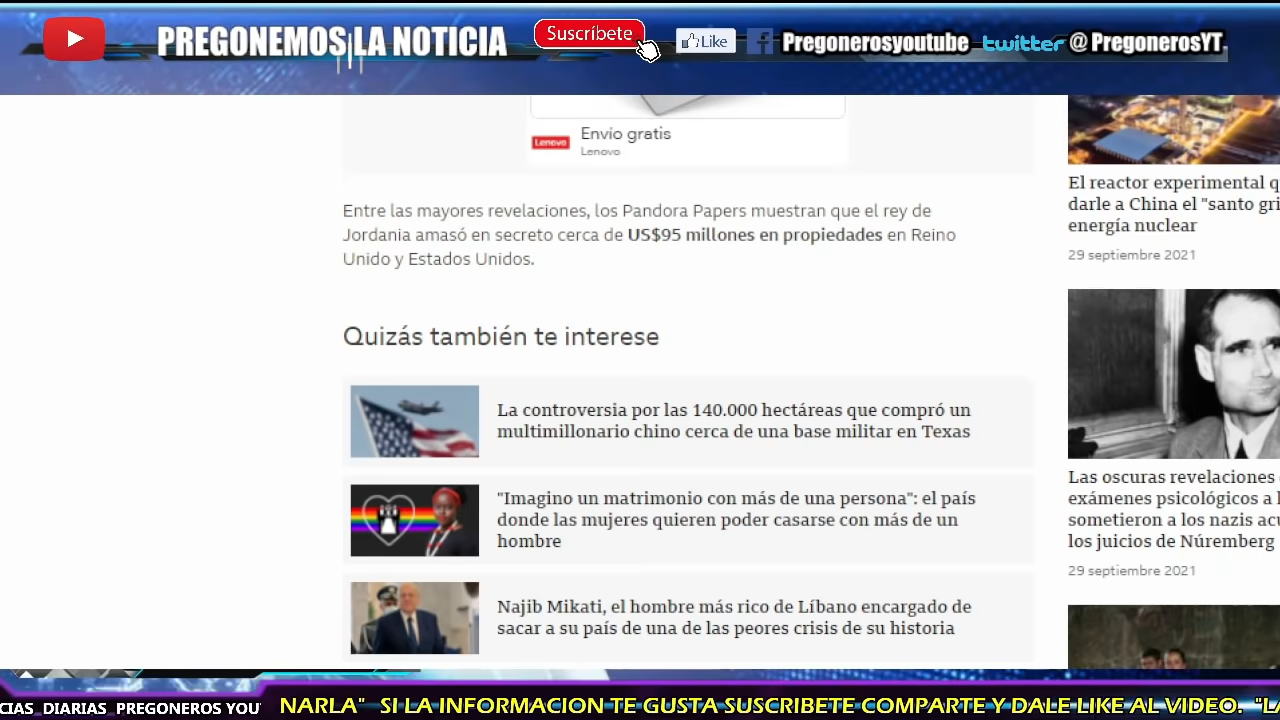 PREGONEMOS LA NOTICIA
Suscríbete
Like
Pregonerosyoutube
twitter @PregonerosYT
Envío gratis
Lenovo
Lenovo
Entre las mayores revelaciones, los Pandora Papers muestran que el rey de
Jordania amasó en secreto cerca de US$95 millones en propiedades en Reino
Unido y Estados Unidos.
Quizás también te interese
La controversia por las 140.000 hectáreas que compró un
multimillonario chino cerca de una base militar en Texas
"Imagino un matrimonio con más de una persona": el país
donde las mujeres quieren poder casarse con más de un
hombre
Najib Mikati, el hombre más rico de Líbano encargado de
sacar a su país de una de las peores crisis de su historia
El reactor experimental q
darle a China el "santo gri
energía nuclear
29 septiembre 2021
Las oscuras revelaciones
exámenes psicológicos a l
sometieron a los nazis acu
los juicios de Núremberg
29 septiembre 2021
CIAS_DIARIAS_PREGONEROS YOU
NARLA" SI LA INFORMACION TE GUSTA SUSCRIBETE COMPARTE Y DALE LIKE AL VIDEO. "LA